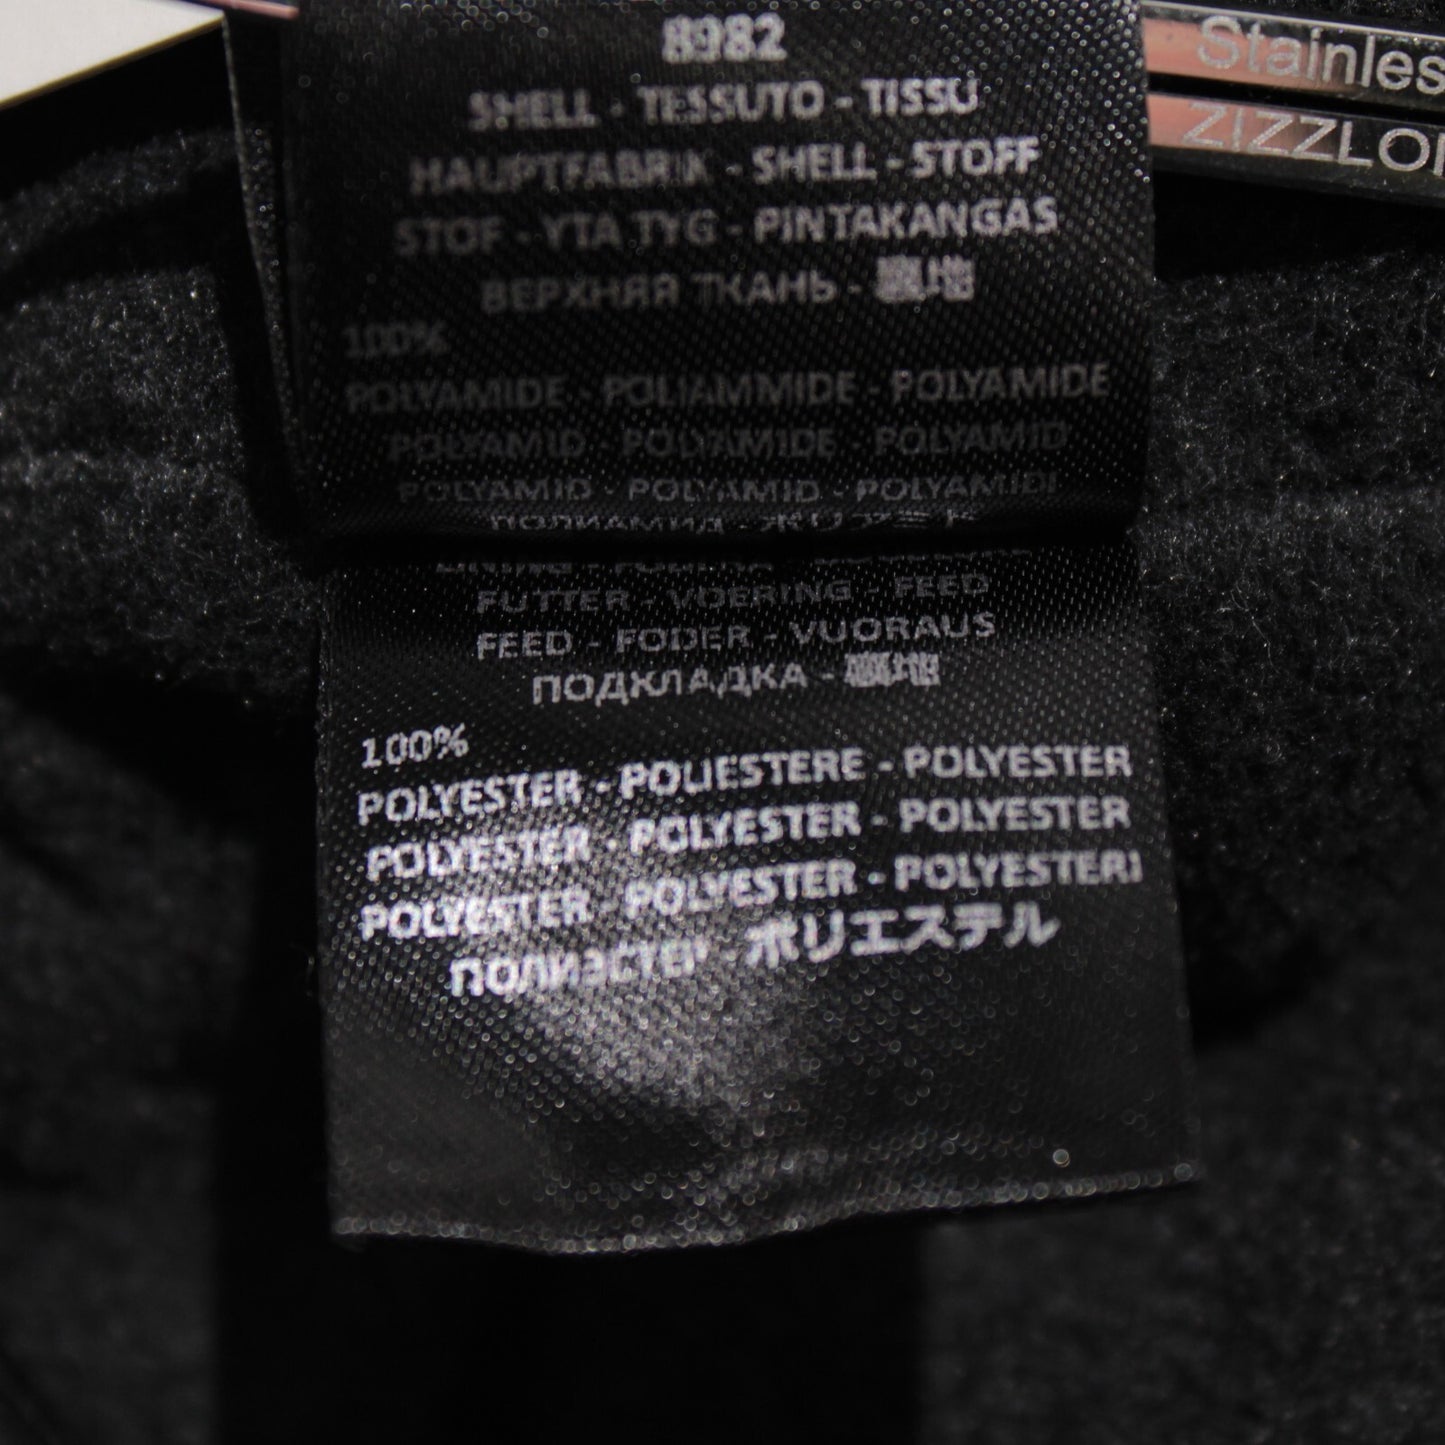 Stainles
ZIZZLO
8982
SHELL - TESSUTO - TISSU
HAUPTFABRIK - SHELL - STOFF
STOF - YTA TYG - PINTAKANGAS
ВЕРХНЯЯ ТКАНЬ -
100%
POLYAMIDE - POLIAMMIDE - POLYAMIDE
POLYAMID - POLYAMIDE - POLYAMID
POLYAMID - POLYAMID - POLYAMIDI
ПОЛИАМИД -
FUTTER - VOERING - FEED
FEED - FODER - VUORAUS
ПОДКЛАДКА -
100%
POLYESTER - POLIESTERE - POLYESTER
POLYESTER - POLYESTER - POLYESTER
POLYESTER - POLYESTER - POLYESTERI
ПОЛИЭСТЕР - ポリエステル